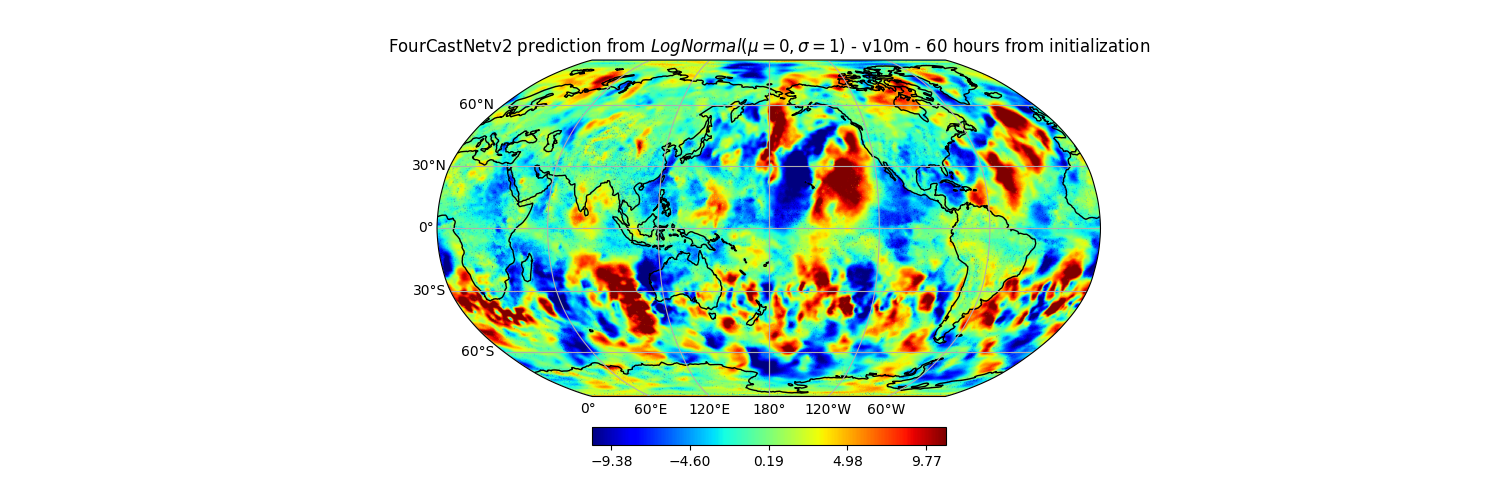 FourCastNetv2 prediction from LogNormal(μ = 0, σ = 1) - v10m - 60 hours from initialization
60°N
30°N
0°
30°S
60°S
0° 60°E 120°E 180° 120°W 60°W
−9.38 −4.60 0.19 4.98 9.77